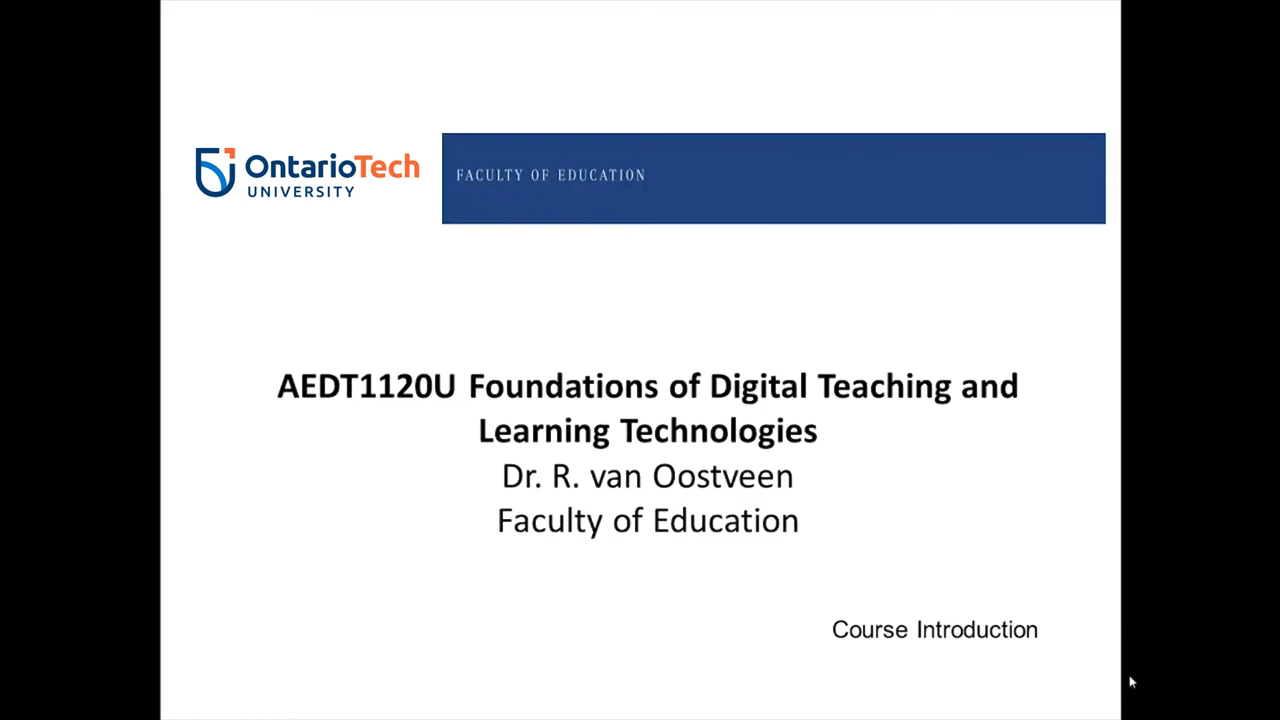 OntarioTech
UNIVERSITY
FACULTY OF EDUCATION
AEDT1120U Foundations of Digital Teaching and
Learning Technologies
Dr. R. van Oostveen
Faculty of Education
Course Introduction